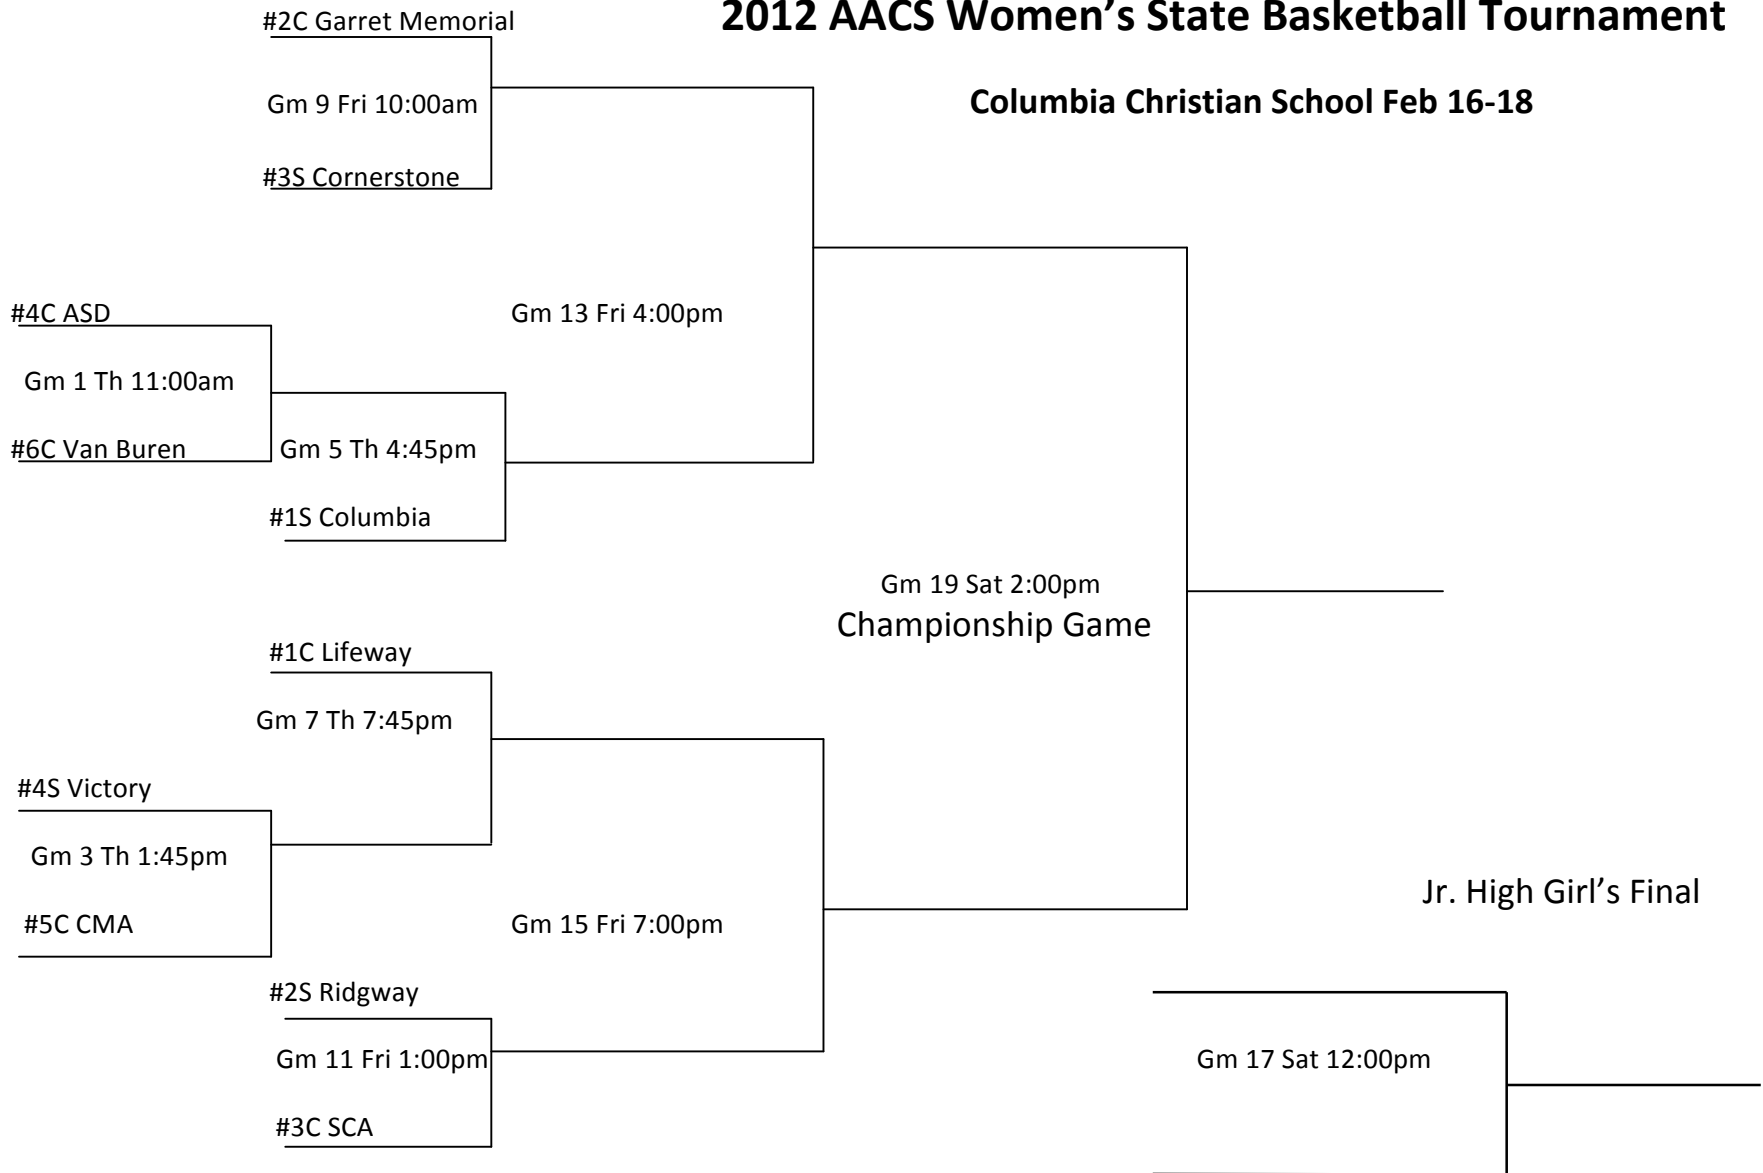 2012 AACS Women's State Basketball Tournament
Columbia Christian School Feb 16-18
#2C Garret Memorial
Gm 9 Fri 10:00am
#3S Cornerstone
#4C ASD
Gm 13 Fri 4:00pm
Gm 1 Th 11:00am
#6C Van Buren
Gm 5 Th 4:45pm
#1S Columbia
Gm 19 Sat 2:00pm
Championship Game
#1C Lifeway
Gm 7 Th 7:45pm
#4S Victory
Gm 3 Th 1:45pm
#5C CMA
Gm 15 Fri 7:00pm
Jr. High Girl’s Final
#2S Ridgway
Gm 11 Fri 1:00pm
Gm 17 Sat 12:00pm
#3C SCA